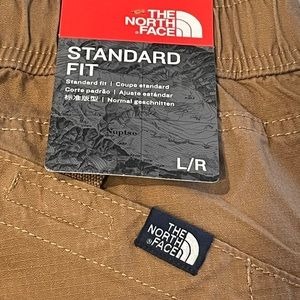 THE
NORTH
FACE
STANDARD
FIT
Standard fit | Coupe standard
Corte padrão | Ajuste estándar
标准版型 | Normal geschnitten
Nuptse
L/R
THE
NORTH
FACE